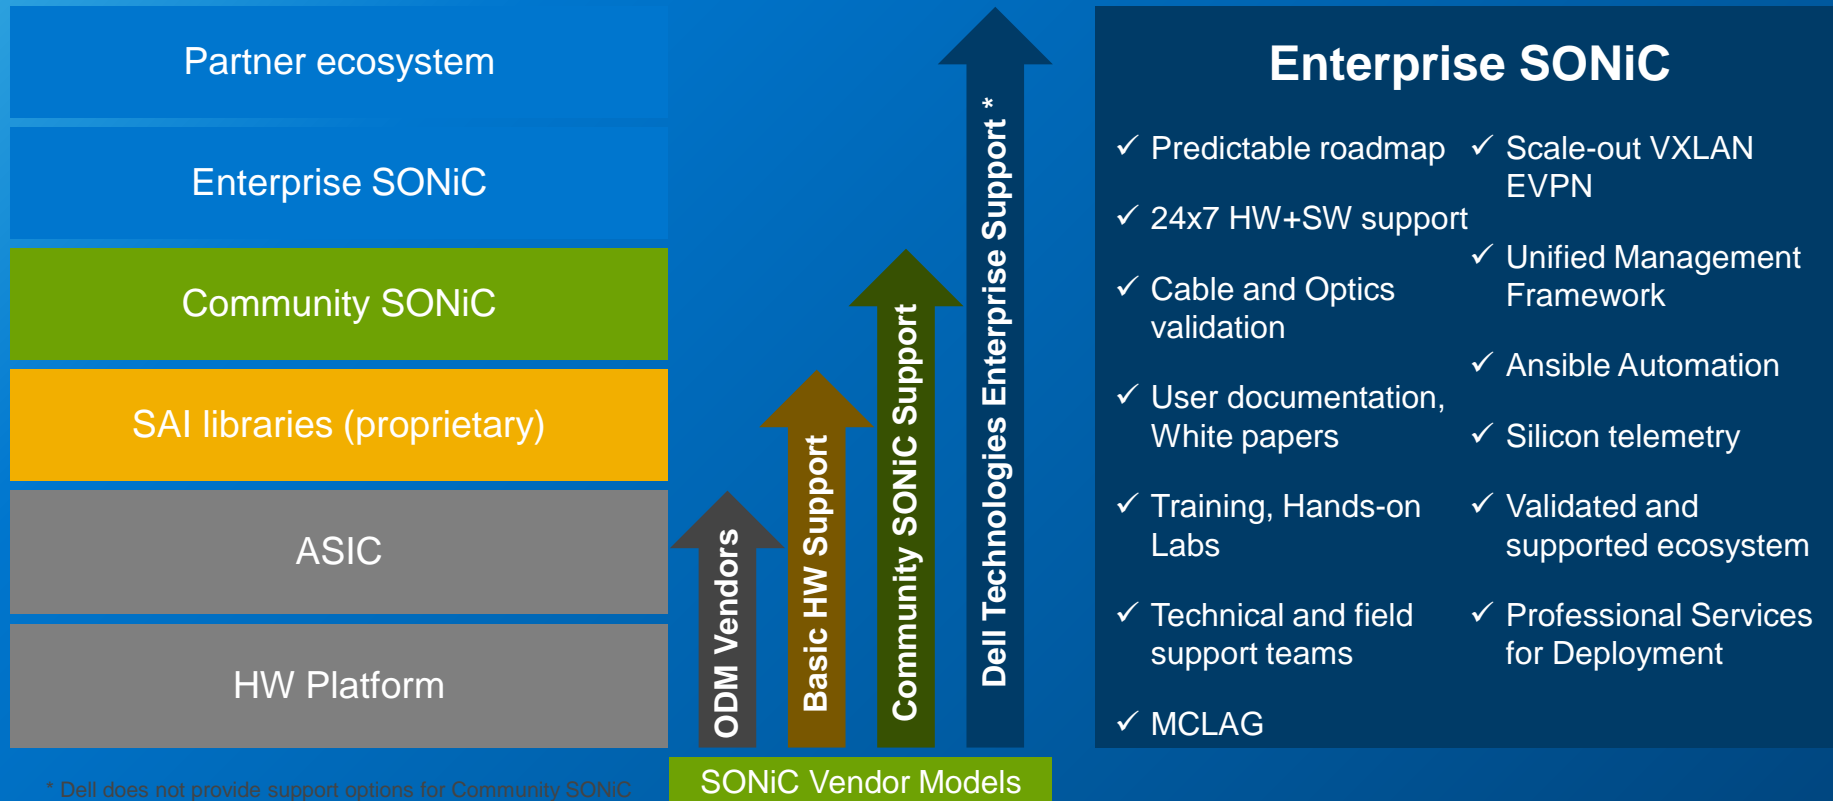 Partner ecosystem
Enterprise SONiC
Community SONiC
SAI libraries (proprietary)
ASIC
HW Platform
* Dell does not provide support options for Community SONiC
ODM Vendors
Basic HW Support
Community SONiC Support
Dell Technologies Enterprise Support *
SONiC Vendor Models
Enterprise SONiC
✓ Predictable roadmap
✓ 24x7 HW+SW support
✓ Cable and Optics
validation
✓ User documentation,
White papers
✓ Training, Hands-on
Labs
✓ Technical and field
support teams
✓ MCLAG
✓ Scale-out VXLAN
EVPN
✓ Unified Management
Framework
✓ Ansible Automation
✓ Silicon telemetry
✓ Validated and
supported ecosystem
✓ Professional Services
for Deployment